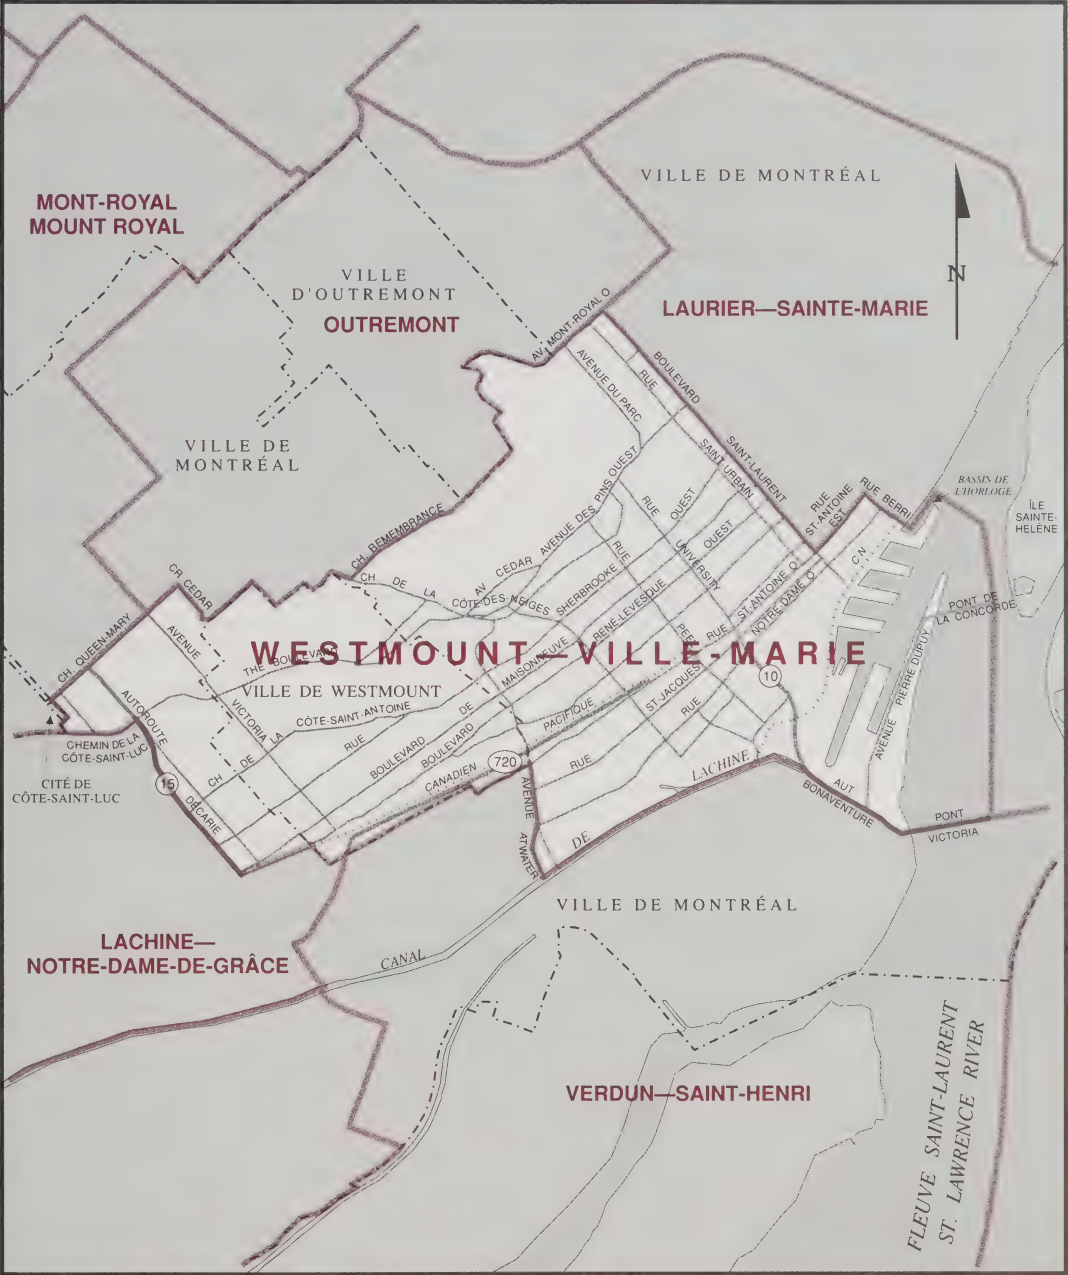 VILLE DE MONTRÉAL
MONT-ROYAL
MOUNT ROYAL
N
VILLE
D'OUTREMONT
OUTREMONT
LAURIER—SAINTE-MARIE
AV. MONT-ROYAL O
AVENUE DU PARC
RUE
BOULEVARD
SAINT-LAURENT
SAINT-URBAIN
VILLE DE
MONTRÉAL
BASSIN DE
L'HORLOGE
ÎLE
SAINTE-
HELÈNE
RUE BERRI
RUE
ST-ANTOINE
EST
AVENUE DES PINS OUEST
RUE
UNIVERSITY
OUEST
OUEST
C.N.
CH. REMEMBRANCE
CH DE LA CÔTE-DES-NEIGES
AV CEDAR
RUE
PEEL
SHERBROOKE
RENÉ-LÉVESQUE
ST-ANTOINE O
NOTRE-DAME O
RUE
PONT DE
LA CONCORDE
CR CEDAR
CH. QUEEN-MARY
AVENUE
VICTORIA
THE BOULEVARD
WESTMOUNT—VILLE-MARIE
VILLE DE WESTMOUNT
MAISONNEUVE
DE
10
AVENUE PIERRE DUPUY
AUTOROUTE
15
DÉCARIE
CH DE LA CÔTE-SAINT-ANTOINE
RUE
BOULEVARD
BOULEVARD
PACIFIQUE
CANADIEN
ST-JACQUES
RUE
RUE
720
CHEMIN DE LA
CÔTE-SAINT-LUC
CITÉ DE
CÔTE-SAINT-LUC
AVENUE
ATWATER
DE
LACHINE
AUT
BONAVENTURE
PONT
VICTORIA
VILLE DE MONTRÉAL
LACHINE—
NOTRE-DAME-DE-GRÂCE
CANAL
VERDUN—SAINT-HENRI
FLEUVE SAINT-LAURENT
ST. LAWRENCE RIVER